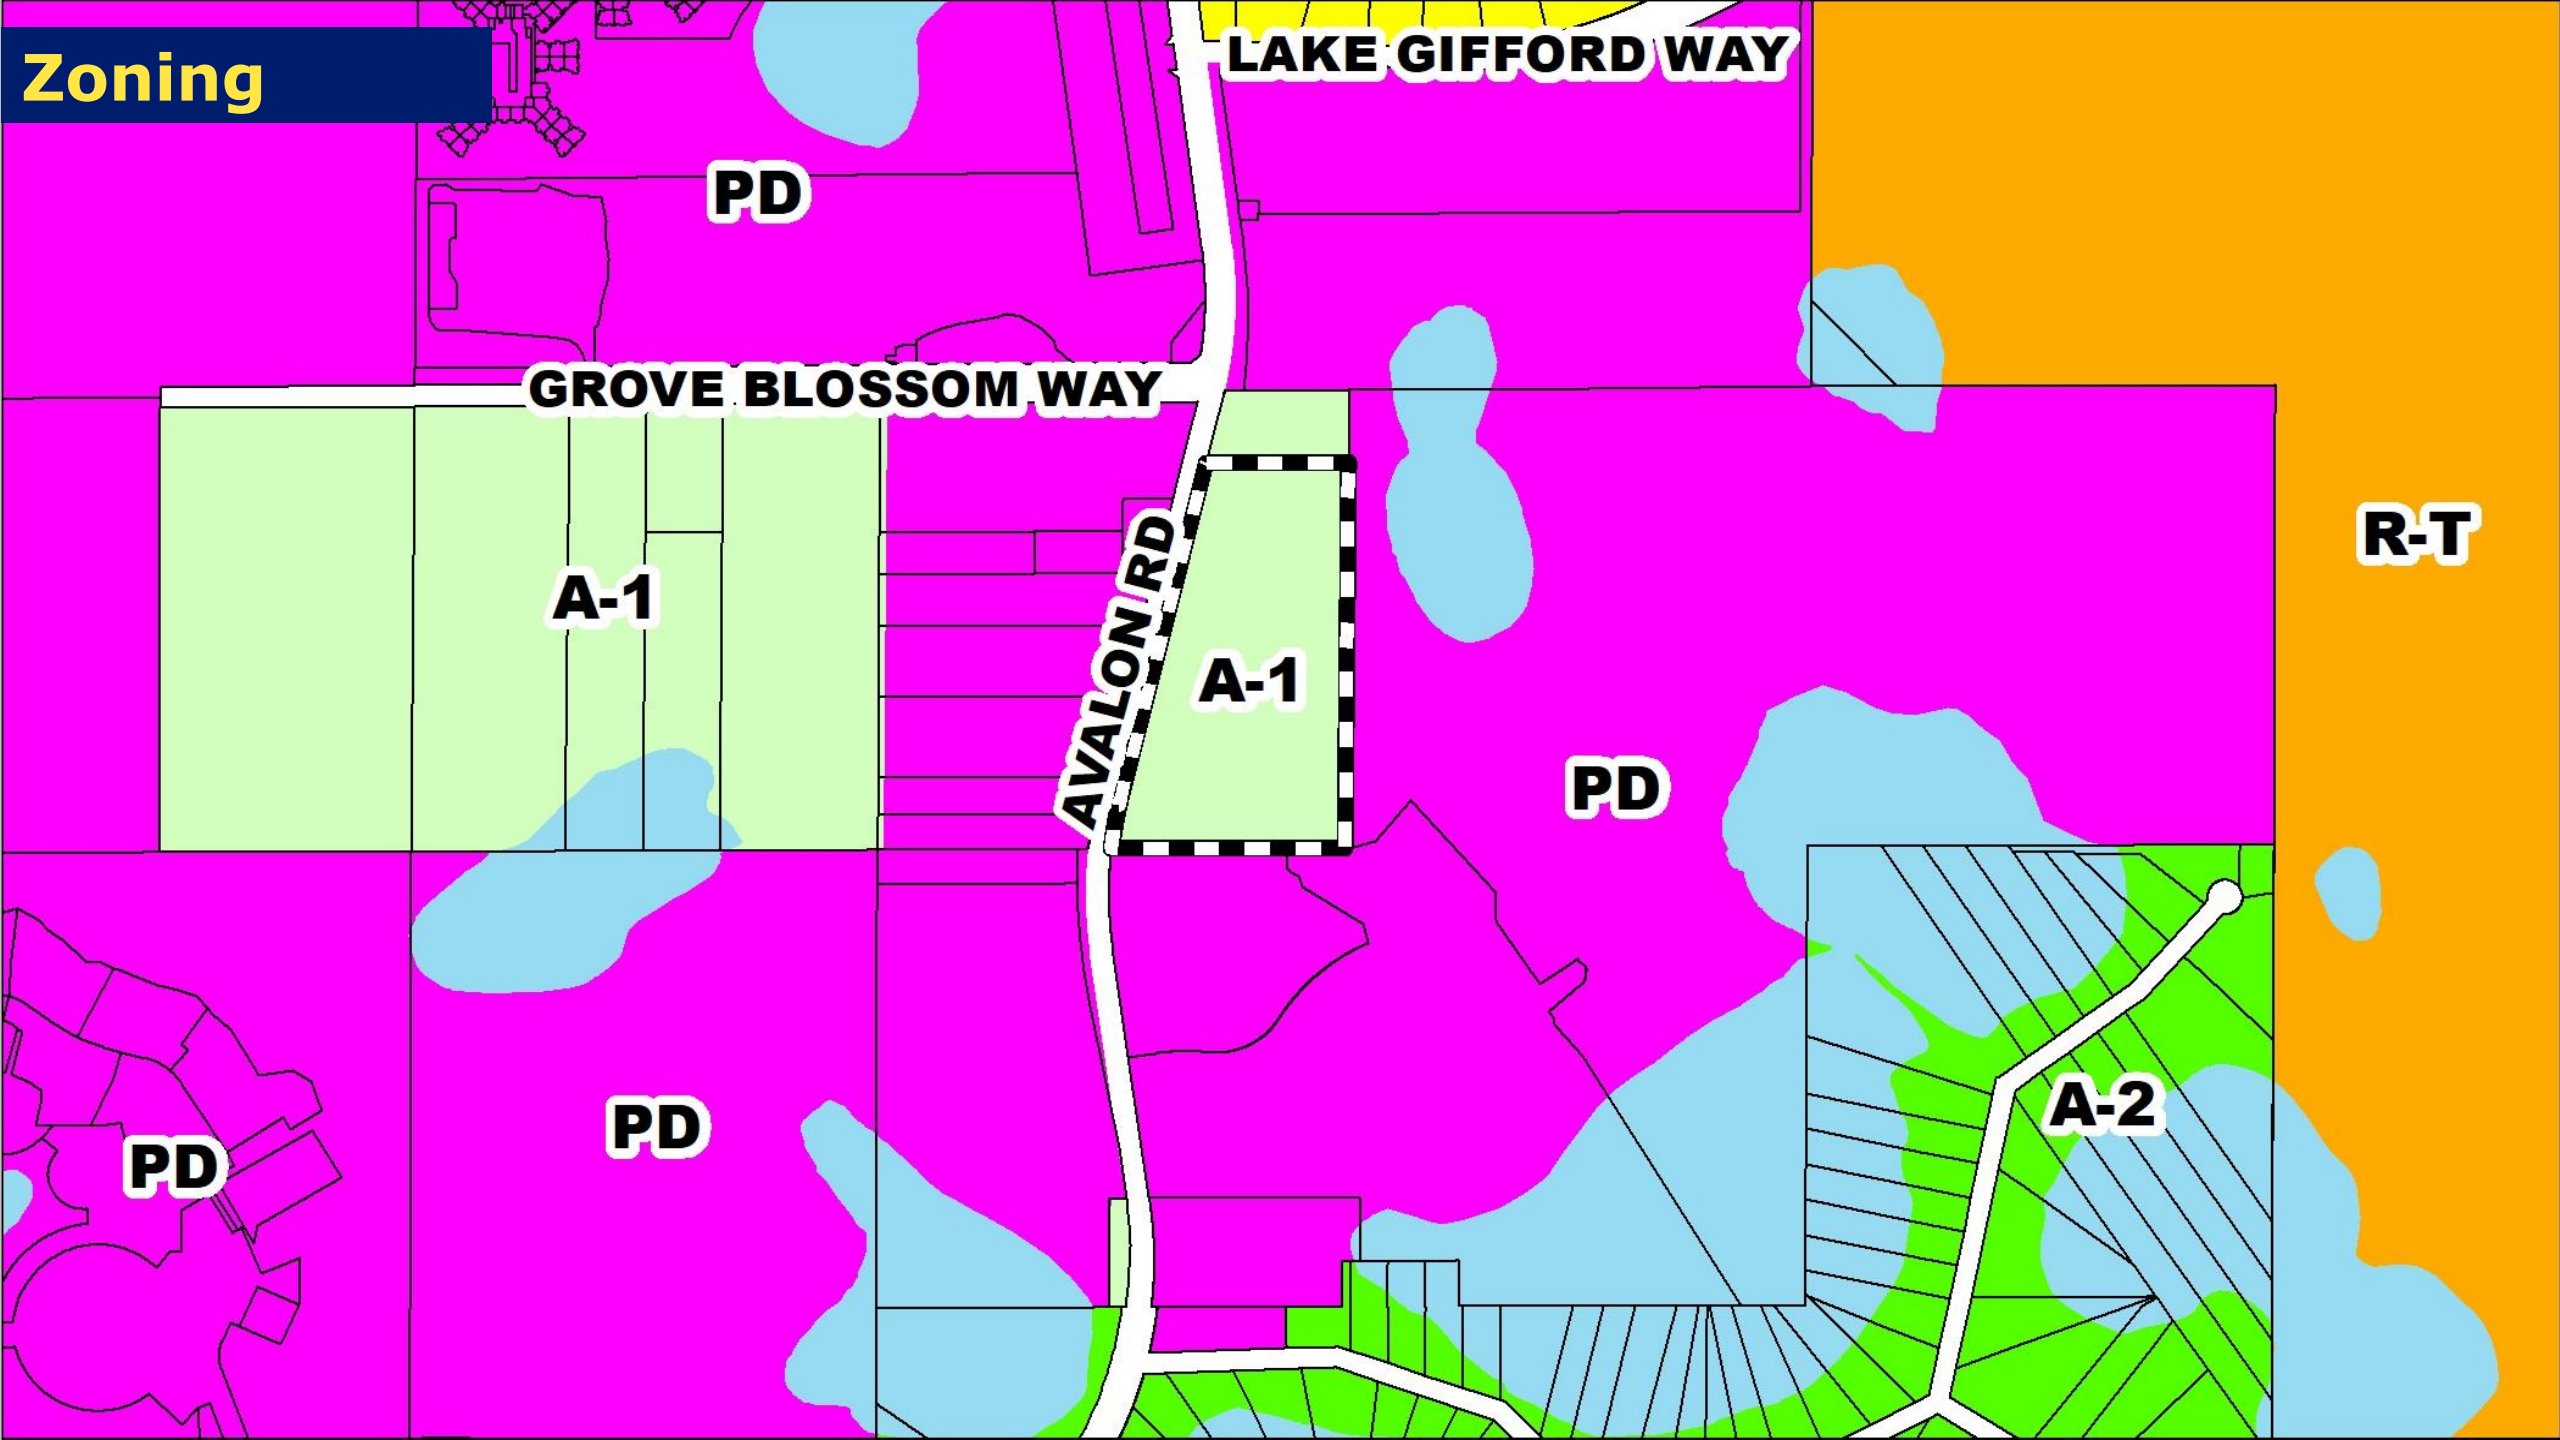 Zoning
LAKE GIFFORD WAY
PD
GROVE BLOSSOM WAY
R-T
A-1
AVALON RD
A-1
PD
A-2
PD
PD